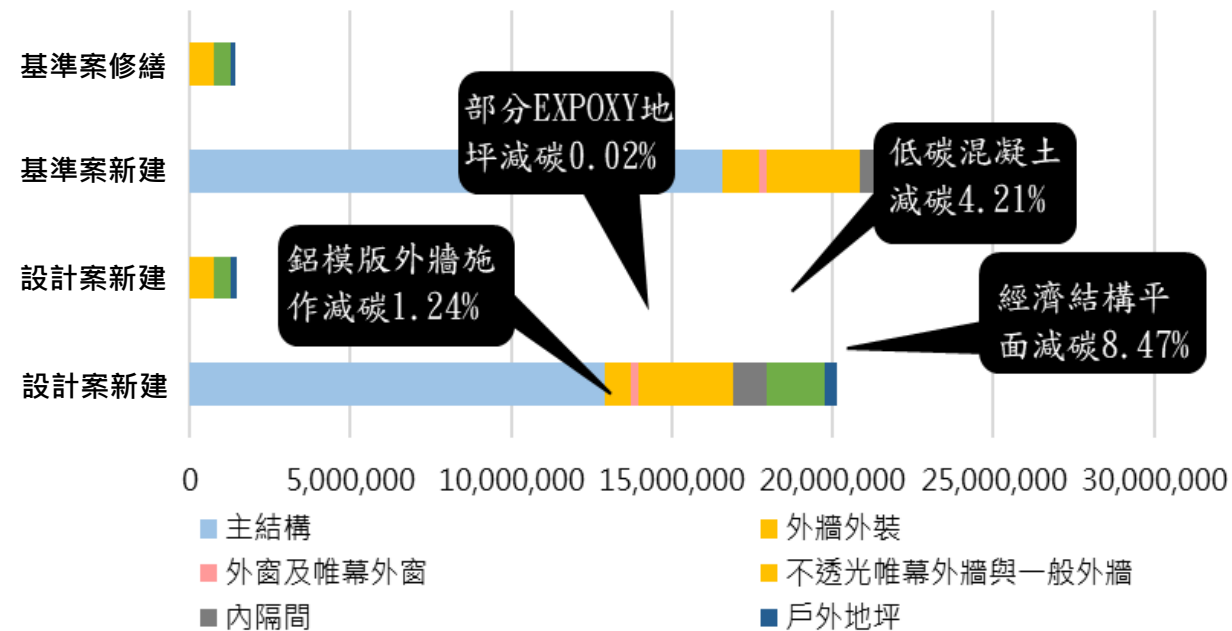 基準案修繕
部分EXPOXY地
坪減碳0.02%
基準案新建
低碳混凝土
減碳4.21%
設計案新建
鋁模版外牆施
作減碳1.24%
經濟結構平
面減碳8.47%
設計案新建
0
5,000,000
10,000,000
15,000,000
20,000,000
25,000,000
30,000,000
主結構
外牆外裝
外窗及帷幕外窗
不透光帷幕外牆與一般外牆
內隔間
戶外地坪